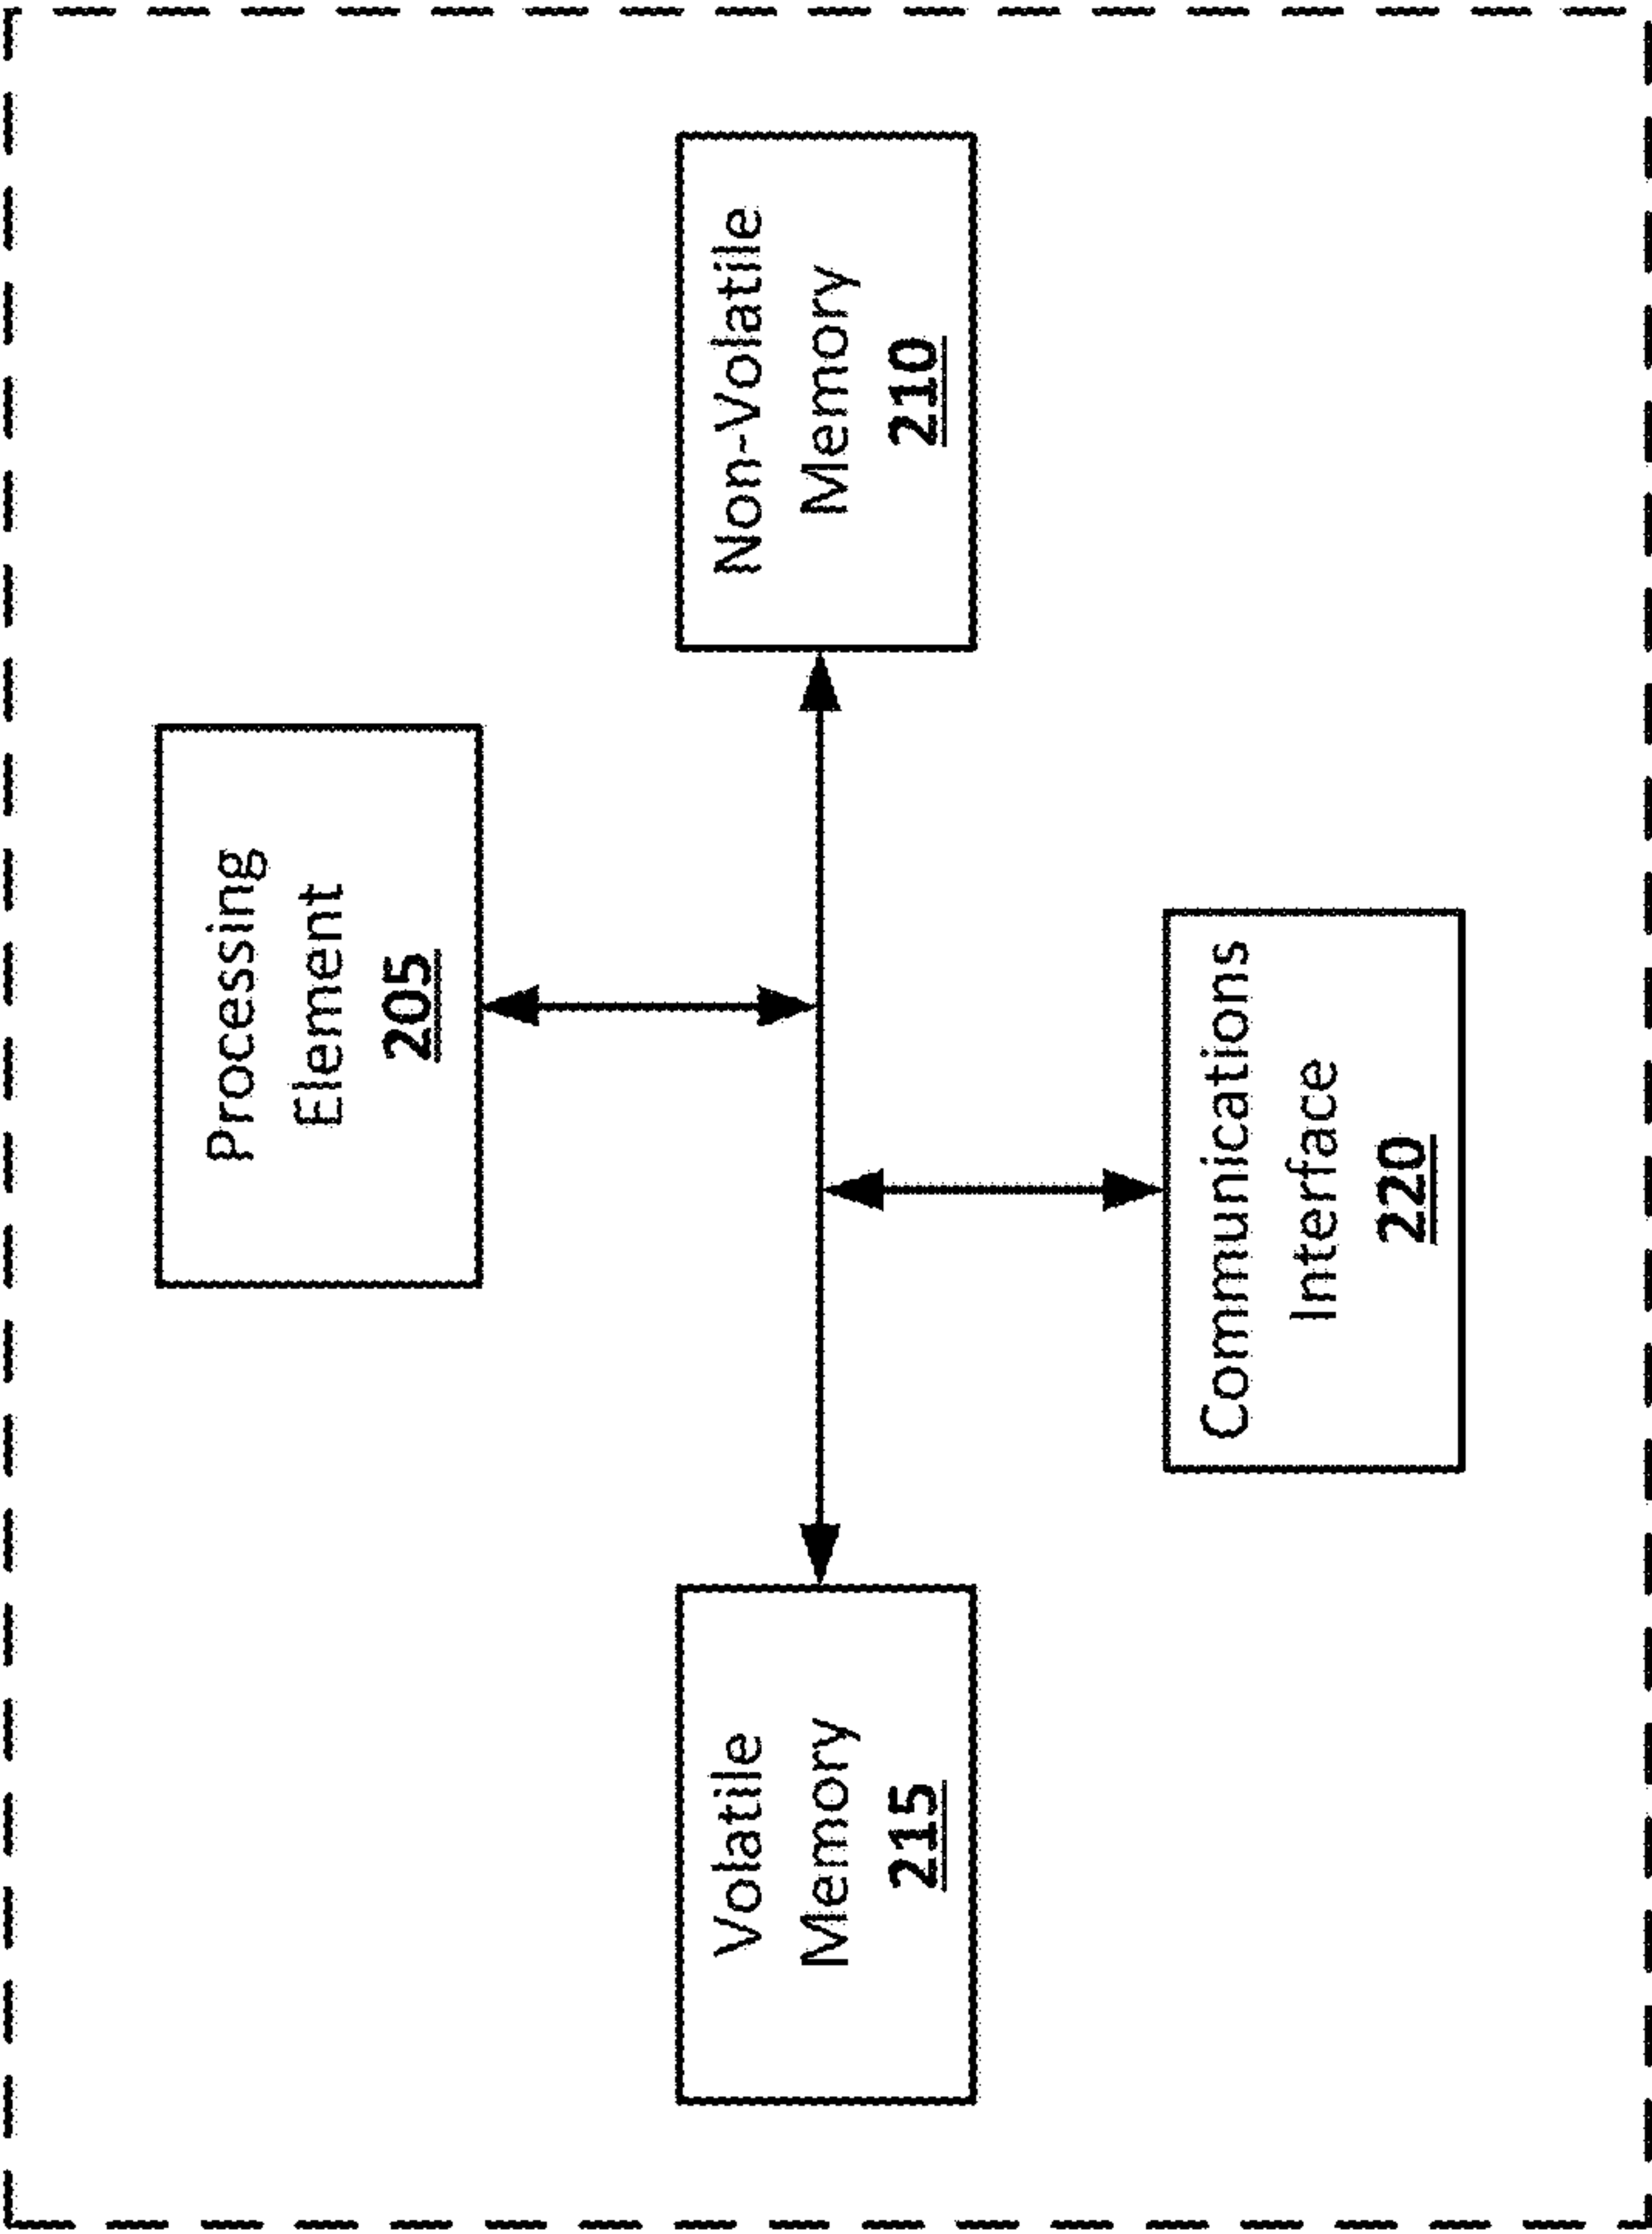 Processing
Element
205
Volatile
Memory
215
Non-Volatile
Memory
210
Communications
Interface
220